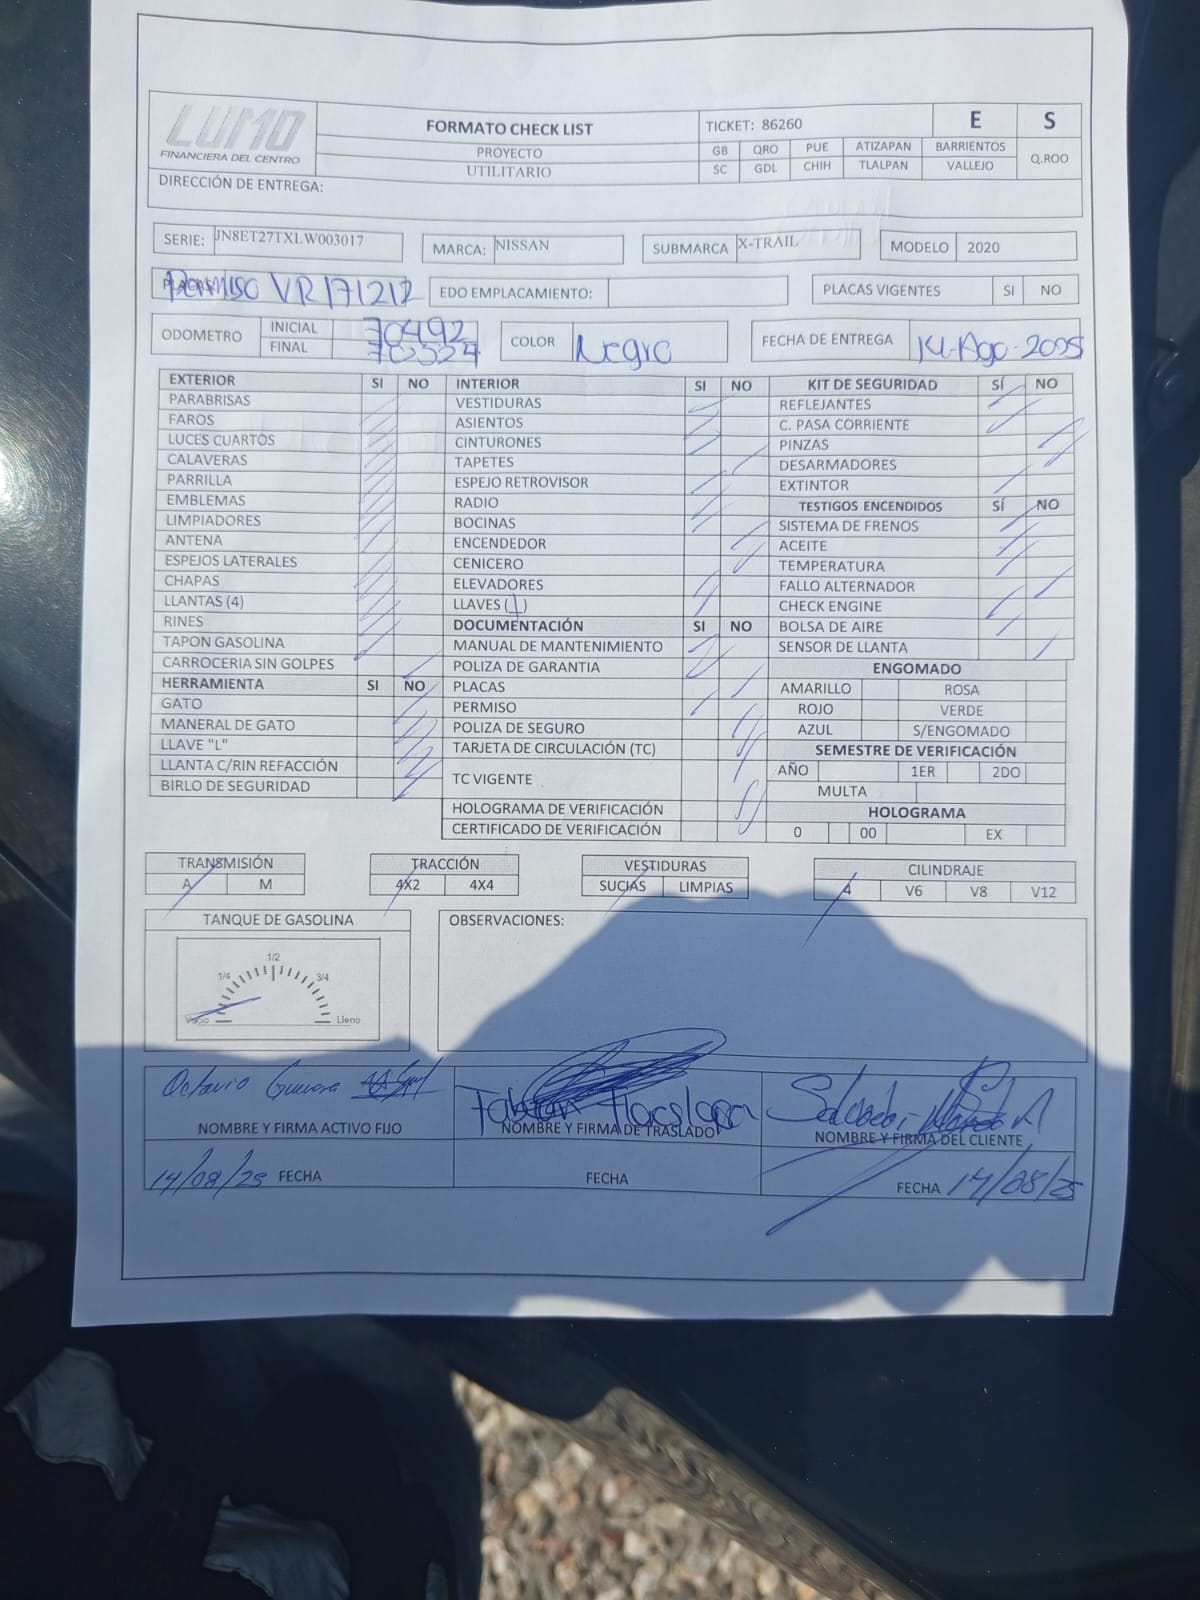 LUMO
FINANCIERA DEL CENTRO
FORMATO CHECK LIST
PROYECTO
UTILITARIO
TICKET: 86260
E S
GB QRO PUE ATIZAPAN BARRIENTOS Q.ROO
SC GDL CHIH TLALPAN VALLEJO
DIRECCIÓN DE ENTREGA:
SERIE: JN8ET27TXLW003017 MARCA: NISSAN SUBMARCA X-TRAIL MODELO 2020
Permiso VR171212 EDO EMPLACAMIENTO: PLACAS VIGENTES SI NO
ODOMETRO INICIAL 70492
FINAL
COLOR Negro FECHA DE ENTREGA 14-Ago-2025
EXTERIOR SI NO
PARABRISAS
FAROS
LUCES CUARTOS
CALAVERAS
PARRILLA
EMBLEMAS
LIMPIADORES
ANTENA
ESPEJOS LATERALES
CHAPAS
LLANTAS (4)
RINES
TAPON GASOLINA
CARROCERIA SIN GOLPES
HERRAMIENTA SI NO
GATO
MANERAL DE GATO
LLAVE "L"
LLANTA C/RIN REFACCIÓN
BIRLO DE SEGURIDAD
INTERIOR SI NO
VESTIDURAS
ASIENTOS
CINTURONES
TAPETES
ESPEJO RETROVISOR
RADIO
BOCINAS
ENCENDEDOR
CENICERO
ELEVADORES
LLAVES (1)
DOCUMENTACIÓN SI NO
MANUAL DE MANTENIMIENTO
POLIZA DE GARANTIA
PLACAS
PERMISO
POLIZA DE SEGURO
TARJETA DE CIRCULACIÓN (TC)
TC VIGENTE
HOLOGRAMA DE VERIFICACIÓN
CERTIFICADO DE VERIFICACIÓN
KIT DE SEGURIDAD SÍ NO
REFLEJANTES
C. PASA CORRIENTE
PINZAS
DESARMADORES
EXTINTOR
TESTIGOS ENCENDIDOS SÍ NO
SISTEMA DE FRENOS
ACEITE
TEMPERATURA
FALLO ALTERNADOR
CHECK ENGINE
BOLSA DE AIRE
SENSOR DE LLANTA
ENGOMADO
AMARILLO ROSA
ROJO VERDE
AZUL S/ENGOMADO
SEMESTRE DE VERIFICACIÓN
AÑO 1ER 2DO
MULTA
HOLOGRAMA
0 00 EX
TRANSMISIÓN
A M
TRACCIÓN
4X2 4X4
VESTIDURAS
SUCIAS LIMPIAS
CILINDRAJE
4 V6 V8 V12
TANQUE DE GASOLINA
1/2
1/4 3/4
Vacio Lleno
OBSERVACIONES:
Octavio Guevara
NOMBRE Y FIRMA ACTIVO FIJO
14/08/25 FECHA
Fabian
NOMBRE Y FIRMA DE TRASLADO
FECHA
Salvador
NOMBRE Y FIRMA DEL CLIENTE
FECHA 14/08/25